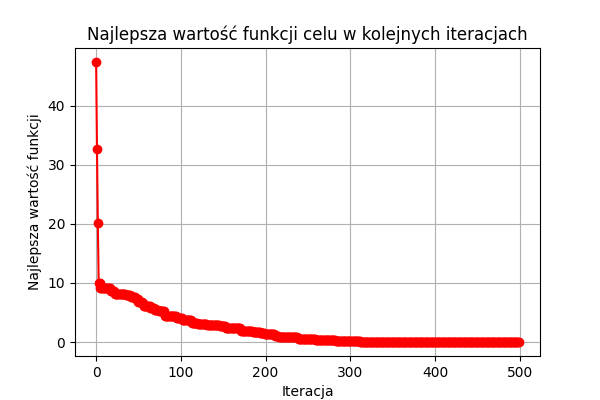 Najlepsza wartość funkcji celu w kolejnych iteracjach
Najlepsza wartość funkcji
40
30
20
10
0
0 100 200 300 400 500
Iteracja